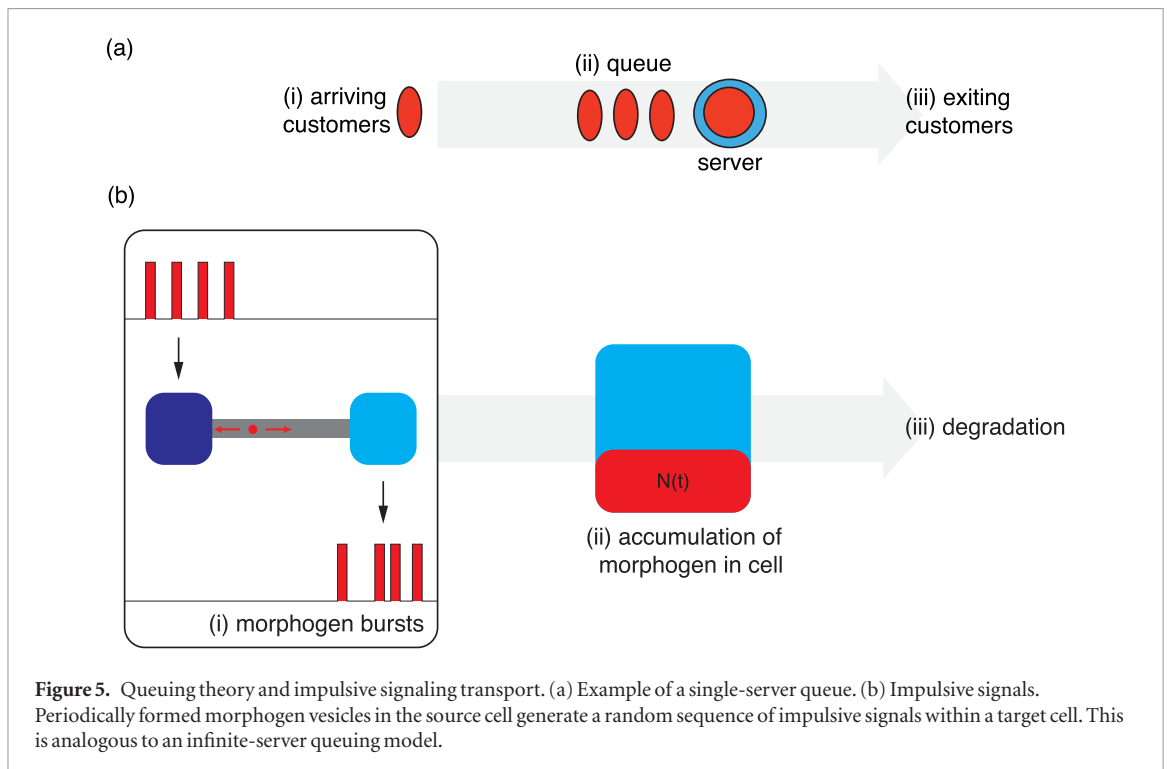 (a)
(i) arriving
customers
(ii) queue
server
(iii) exiting
customers
(b)
(i) morphogen bursts
N(t)
(ii) accumulation of
morphogen in cell
(iii) degradation
Figure 5. Queuing theory and impulsive signaling transport. (a) Example of a single-server queue. (b) Impulsive signals.
Periodically formed morphogen vesicles in the source cell generate a random sequence of impulsive signals within a target cell. This
is analogous to an infinite-server queuing model.